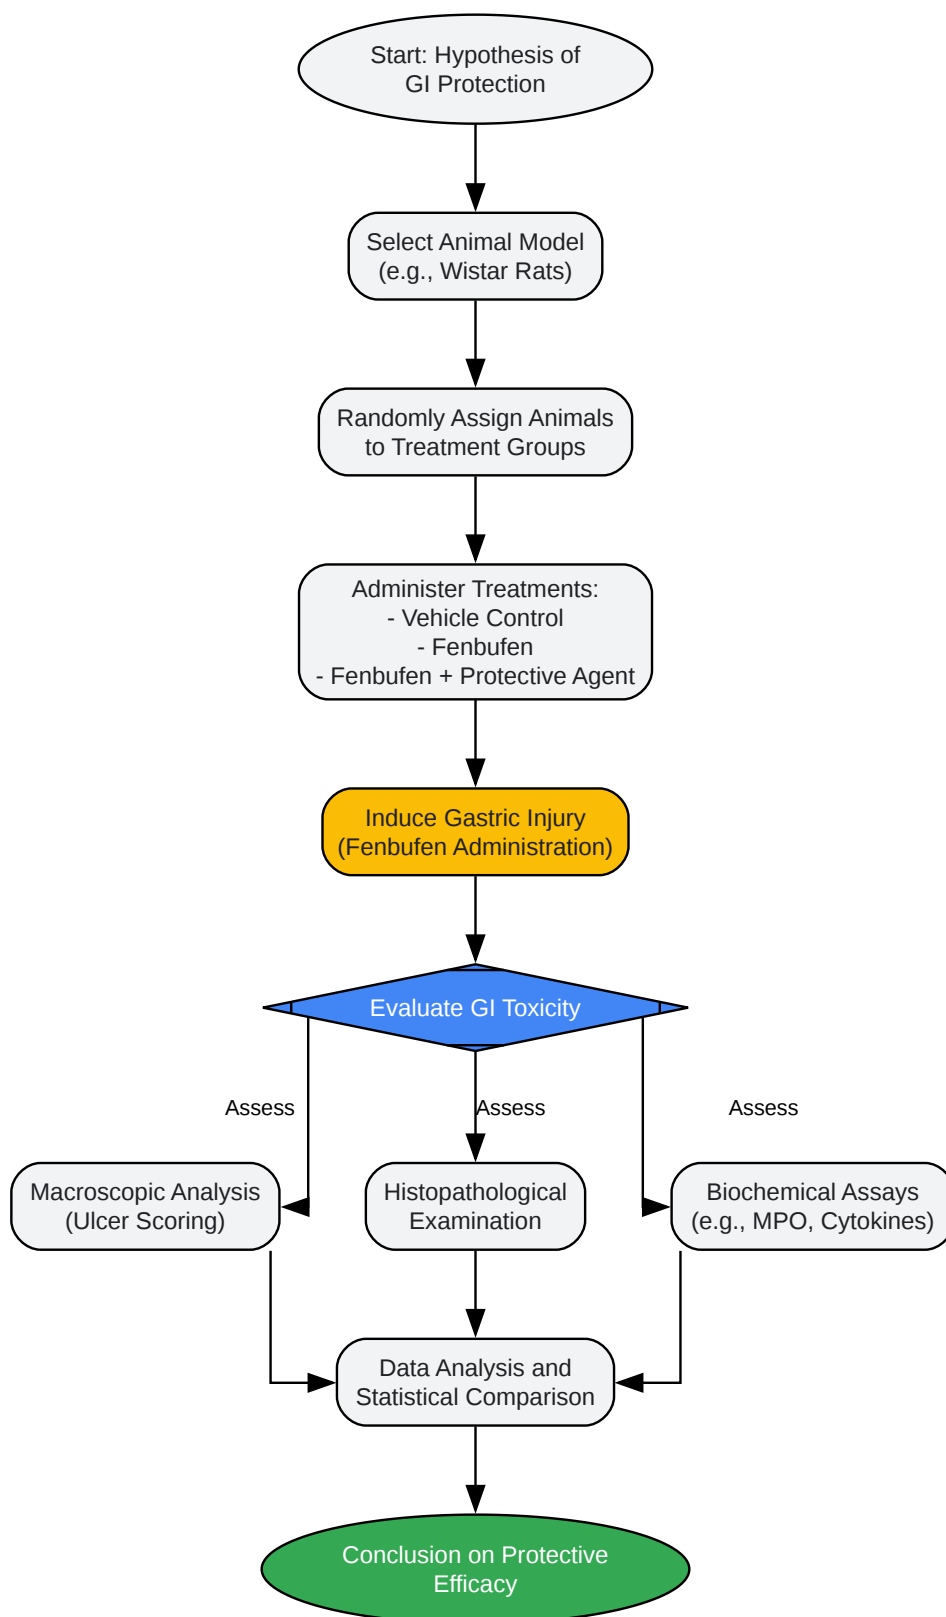 Start: Hypothesis of
GI Protection
Select Animal Model
(e.g., Wistar Rats)
Randomly Assign Animals
to Treatment Groups
Administer Treatments:
- Vehicle Control
- Fenbufen
- Fenbufen + Protective Agent
Induce Gastric Injury
(Fenbufen Administration)
Evaluate GI Toxicity
Assess
Assess
Assess
Macroscopic Analysis
(Ulcer Scoring)
Histopathological
Examination
Biochemical Assays
(e.g., MPO, Cytokines)
Data Analysis and
Statistical Comparison
Conclusion on Protective
Efficacy